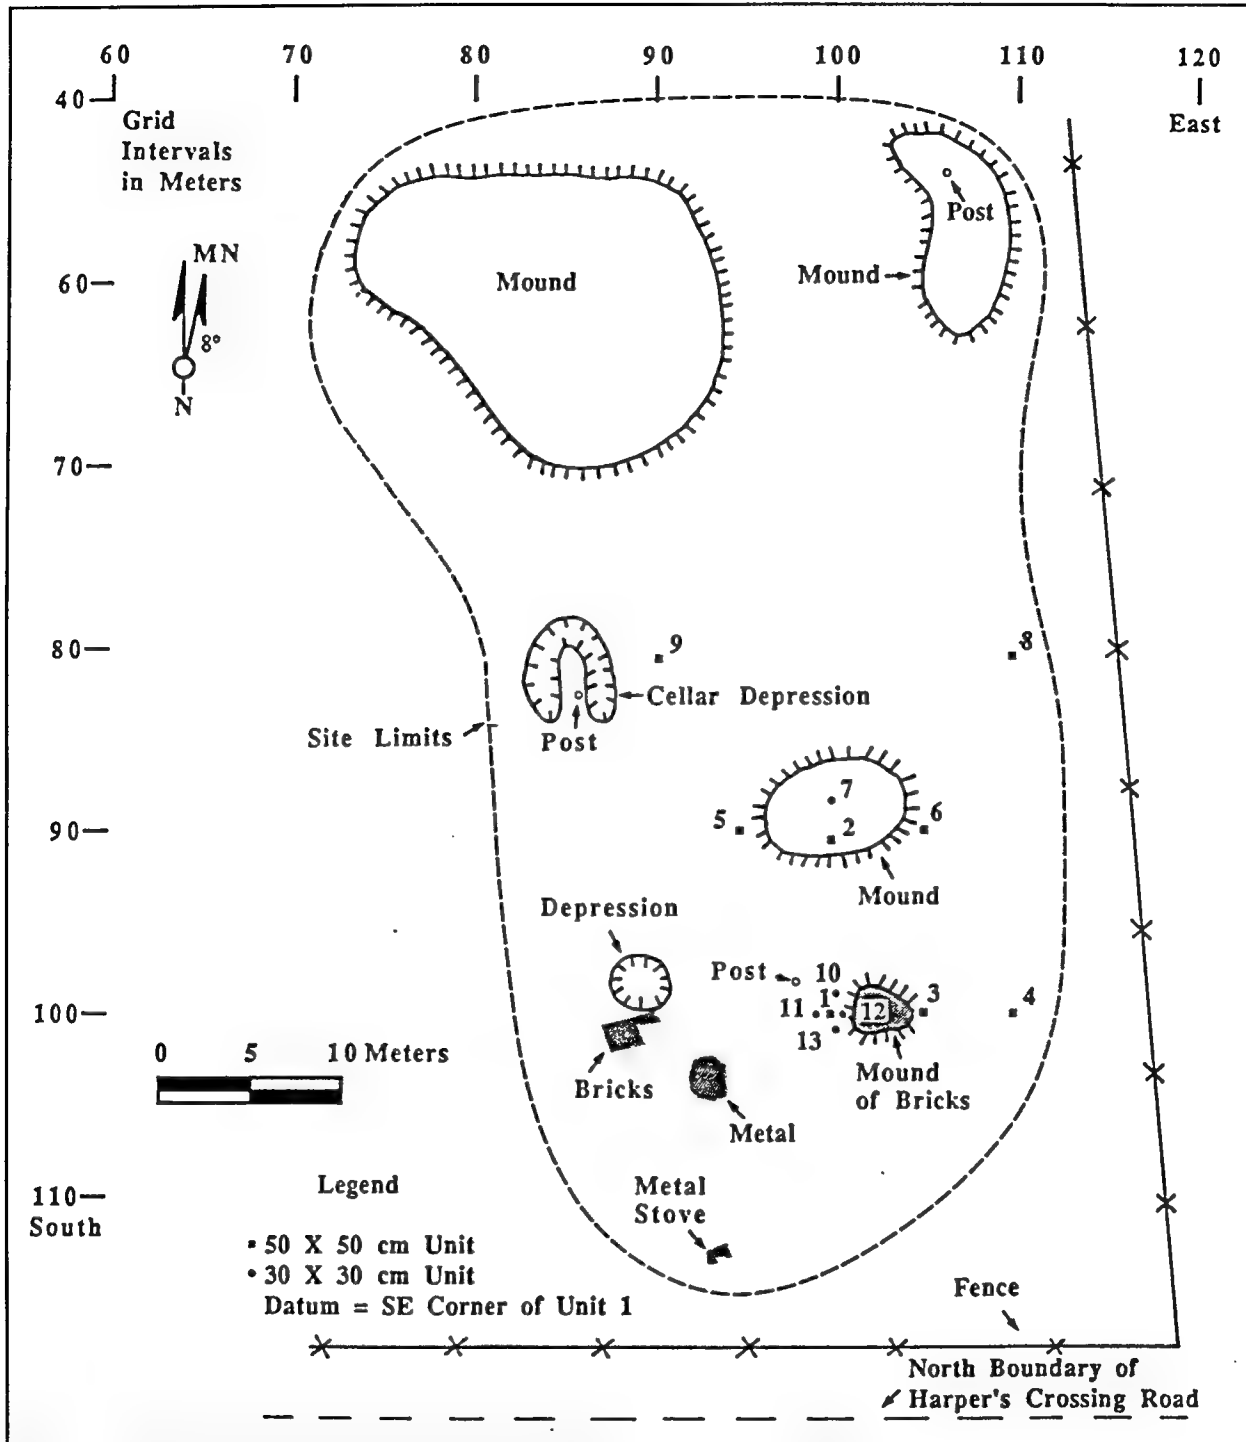 60 70 80 90 100 110 120
40
Grid
Intervals
in Meters
East
MN
8°
N
Post
Mound
Mound
60
70
80
9
8
Cellar Depression
Site Limits
Post
7
5
2
6
90
Mound
Depression
Post
10
1
3
4
100
11
12
13
0 5 10 Meters
Bricks
Mound
of Bricks
Metal
Legend
Metal
Stove
110
South
50 X 50 cm Unit
30 X 30 cm Unit
Datum = SE Corner of Unit 1
Fence
North Boundary of
Harper's Crossing Road